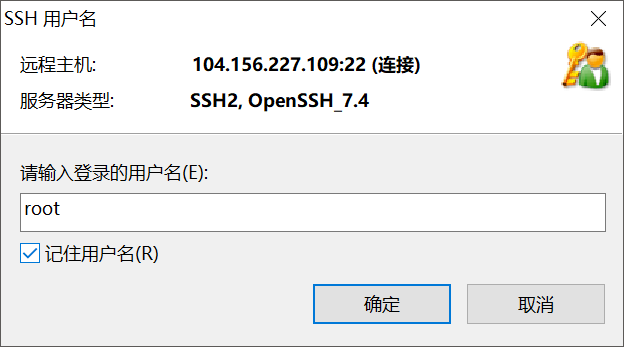 SSH 用户名
远程主机: 104.156.227.109:22 (连接)
服务器类型: SSH2, OpenSSH_7.4
请输入登录的用户名(E):
root
记住用户名(R)
确定 取消